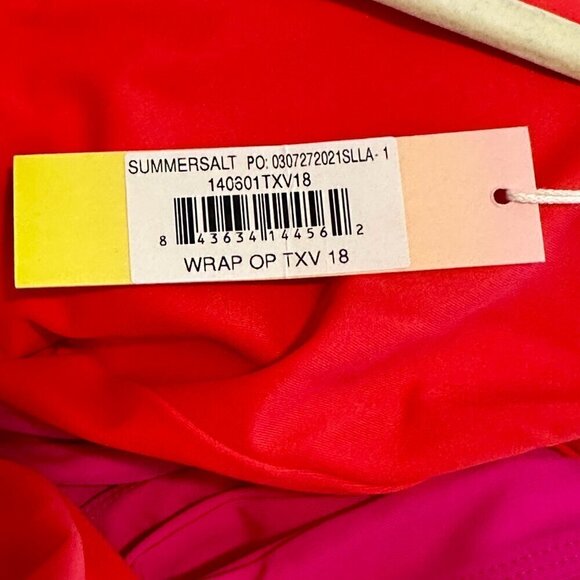 SUMMERSALT PO: 0307272021SLLA-1
140601TXV18
8 43634 14456 2
WRAP OP TXV 18